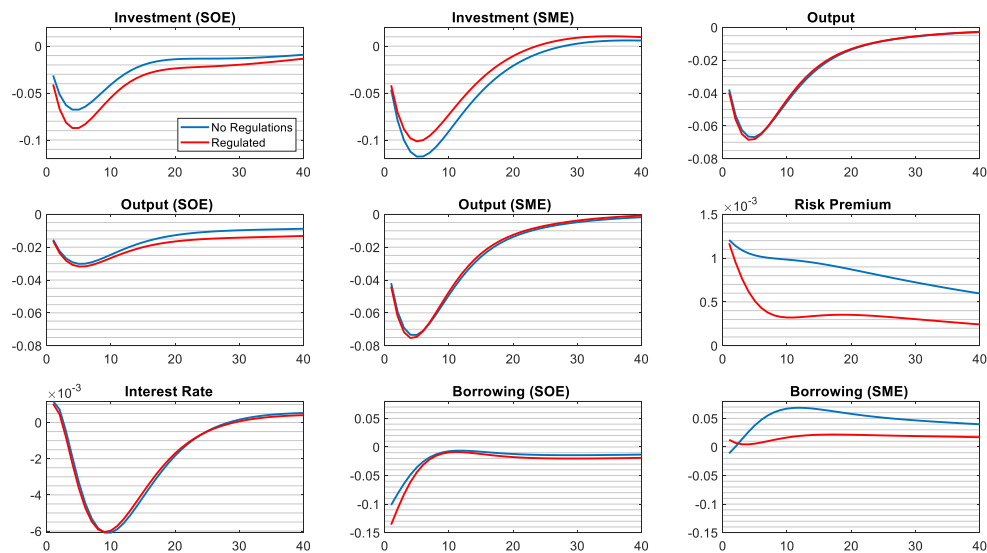 Investment (SOE)
0
-0.05
-0.1
0 10 20 30 40
No Regulations
Regulated
Investment (SME)
0
-0.05
-0.1
0 10 20 30 40
Output
0
-0.02
-0.04
-0.06
-0.08
0 10 20 30 40
Output (SOE)
0
-0.02
-0.04
-0.06
-0.08
0 10 20 30 40
Output (SME)
0
-0.02
-0.04
-0.06
-0.08
0 10 20 30 40
Risk Premium
×10⁻³
1.5
1
0.5
0
0 10 20 30 40
Interest Rate
×10⁻³
0
-2
-4
-6
0 10 20 30 40
Borrowing (SOE)
0.05
0
-0.05
-0.1
-0.15
0 10 20 30 40
Borrowing (SME)
0.05
0
-0.05
-0.1
-0.15
0 10 20 30 40